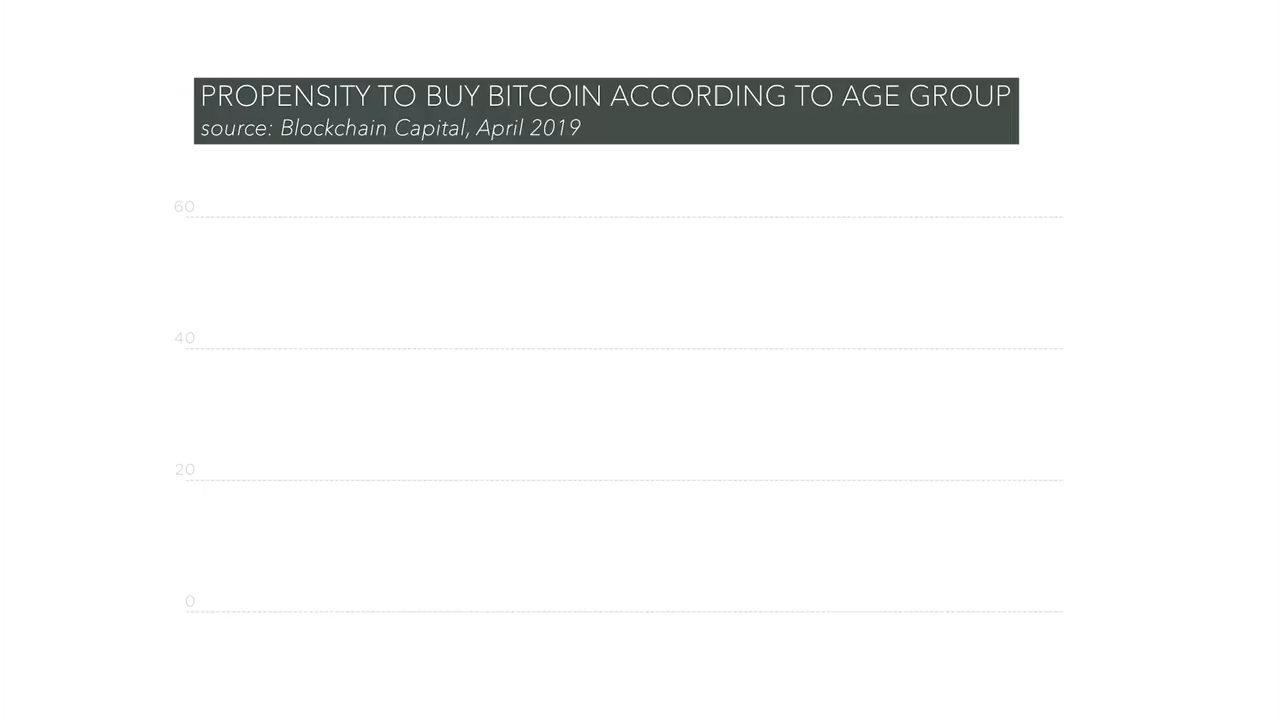 PROPENSITY TO BUY BITCOIN ACCORDING TO AGE GROUP
source: Blockchain Capital, April 2019
60
40
20
0